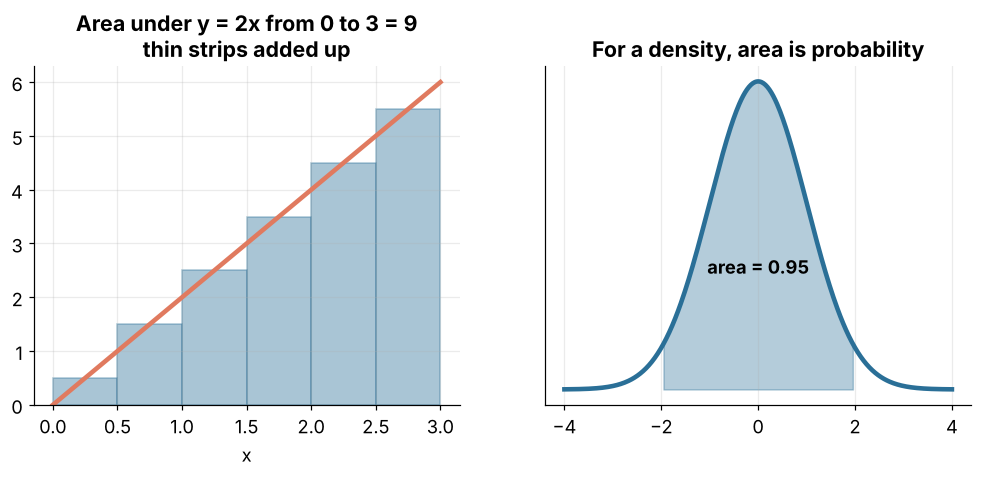 Area under y = 2x from 0 to 3 = 9
thin strips added up
6
5
4
3
2
1
0
0.0 0.5 1.0 1.5 2.0 2.5 3.0
x
For a density, area is probability
area = 0.95
−4 −2 0 2 4